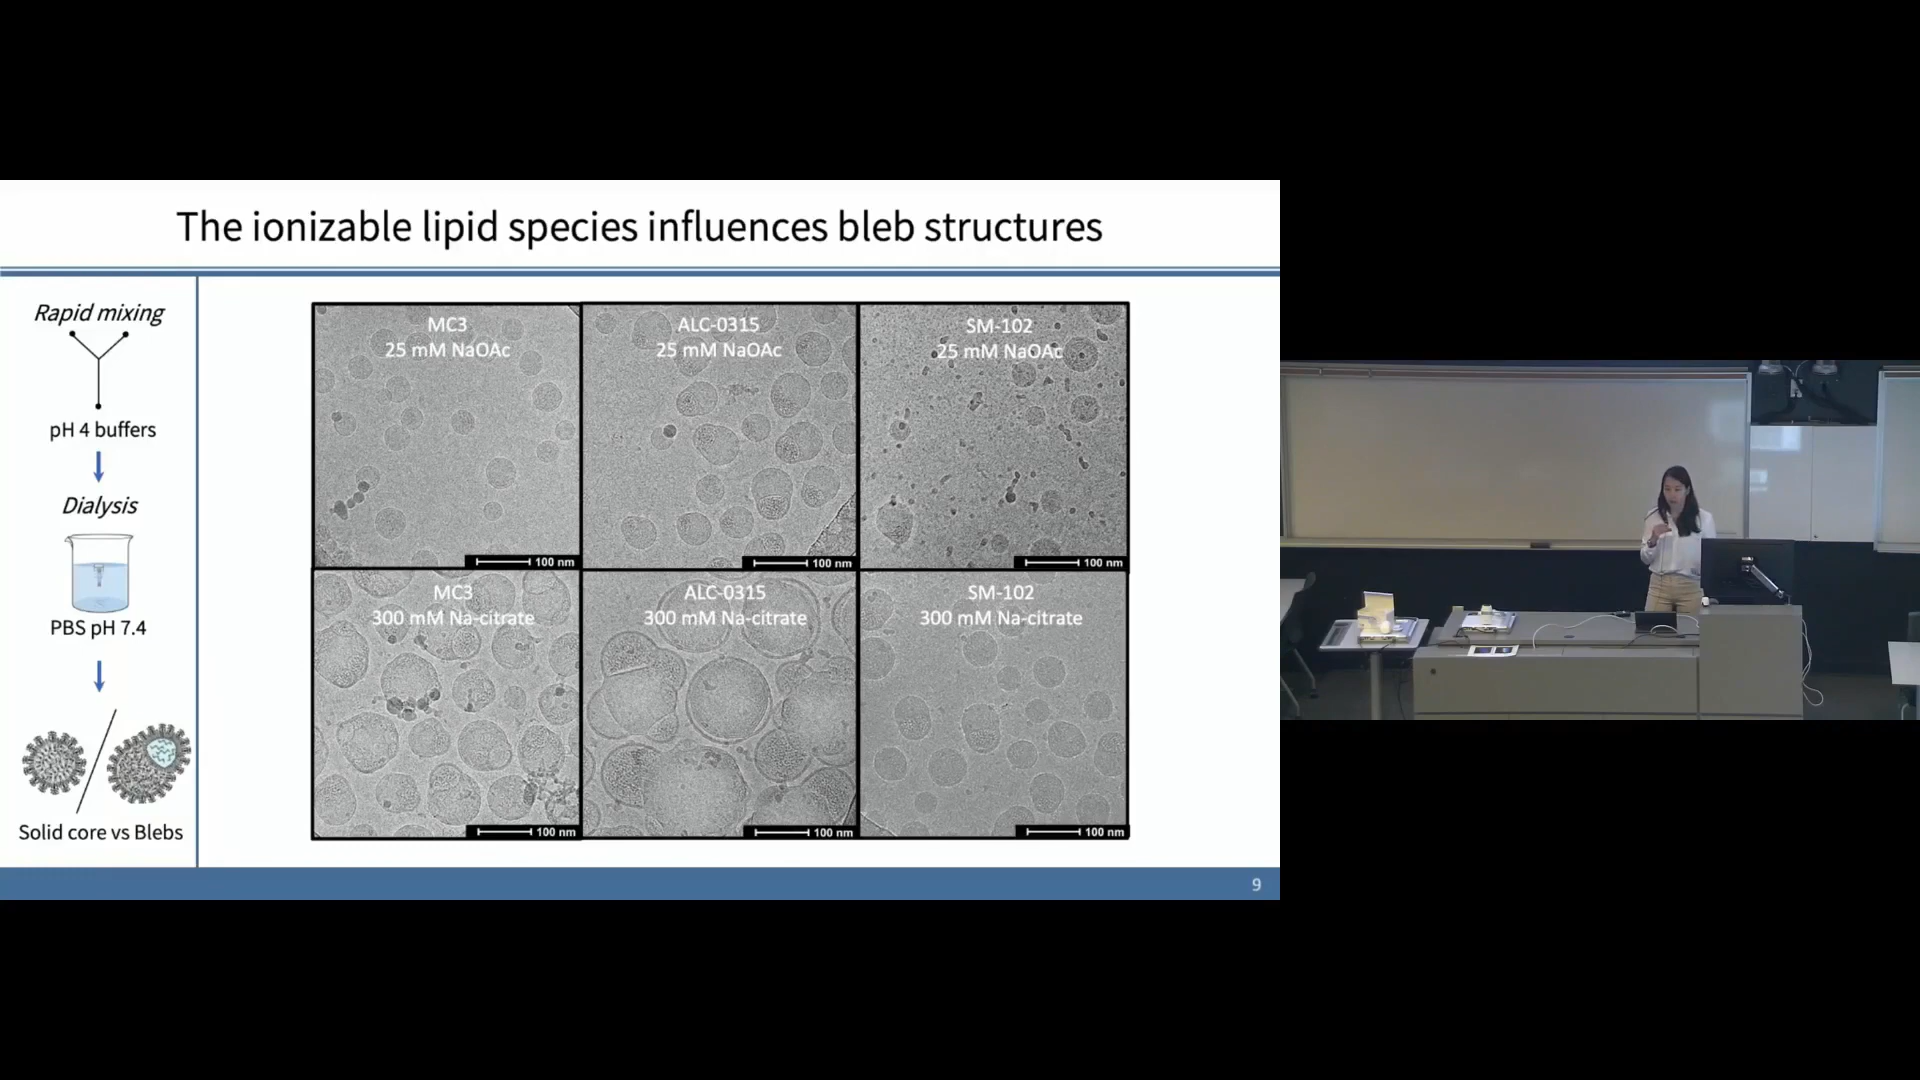 The ionizable lipid species influences bleb structures
Rapid mixing
pH 4 buffers
Dialysis
PBS pH 7.4
Solid core vs Blebs
MC3
25 mM NaOAc
100 nm
ALC-0315
25 mM NaOAc
100 nm
SM-102
25 mM NaOAc
100 nm
MC3
300 mM Na-citrate
100 nm
ALC-0315
300 mM Na-citrate
100 nm
SM-102
300 mM Na-citrate
100 nm
9